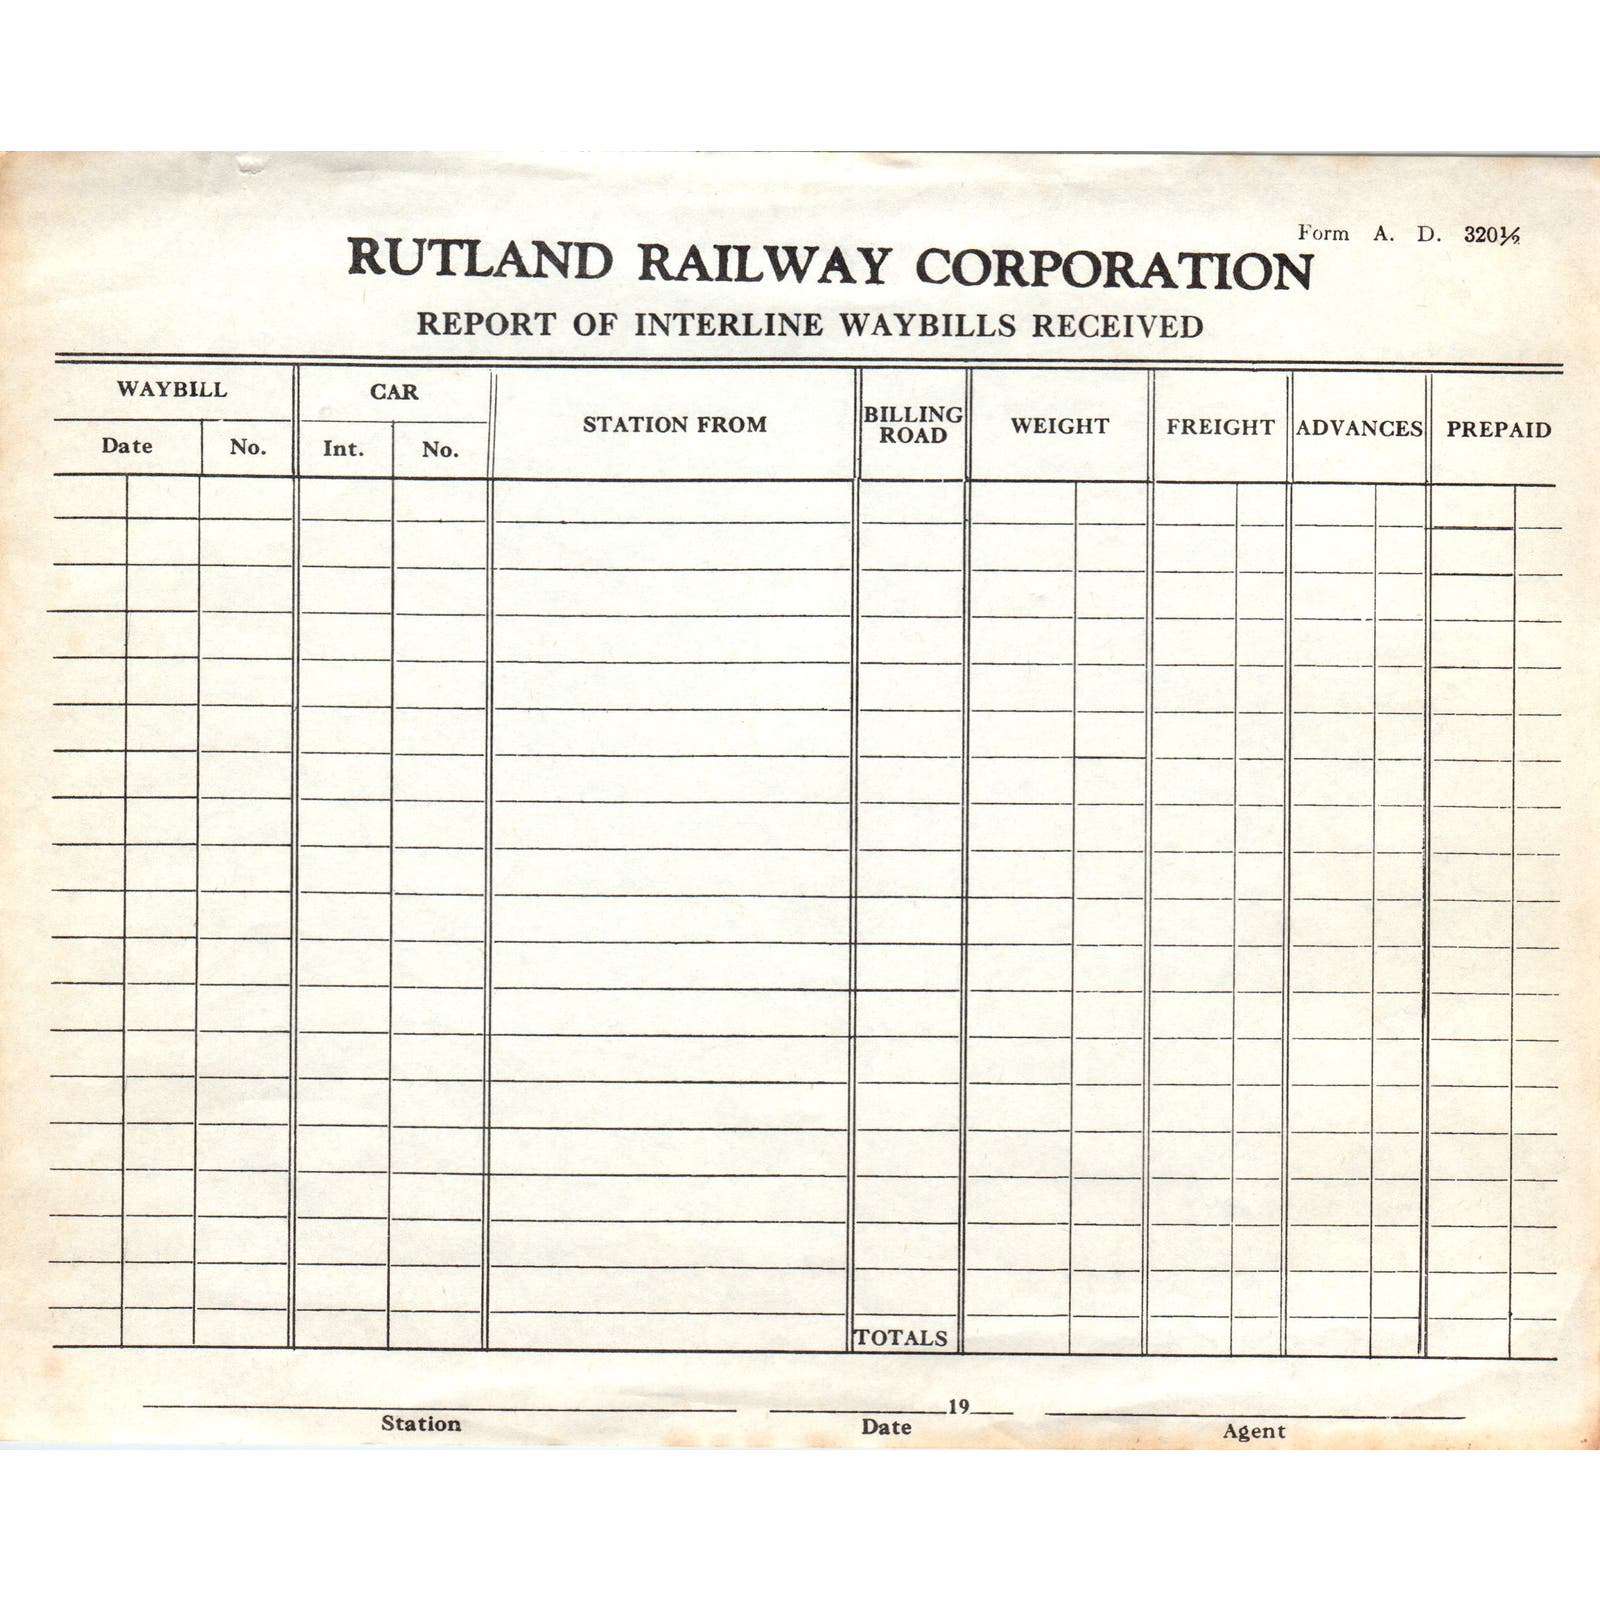 Form A. D. 320½
RUTLAND RAILWAY CORPORATION
REPORT OF INTERLINE WAYBILLS RECEIVED
WAYBILL
Date No.
CAR
Int. No.
STATION FROM
BILLING
ROAD
WEIGHT
FREIGHT
ADVANCES
PREPAID
TOTALS
19
Station Date Agent